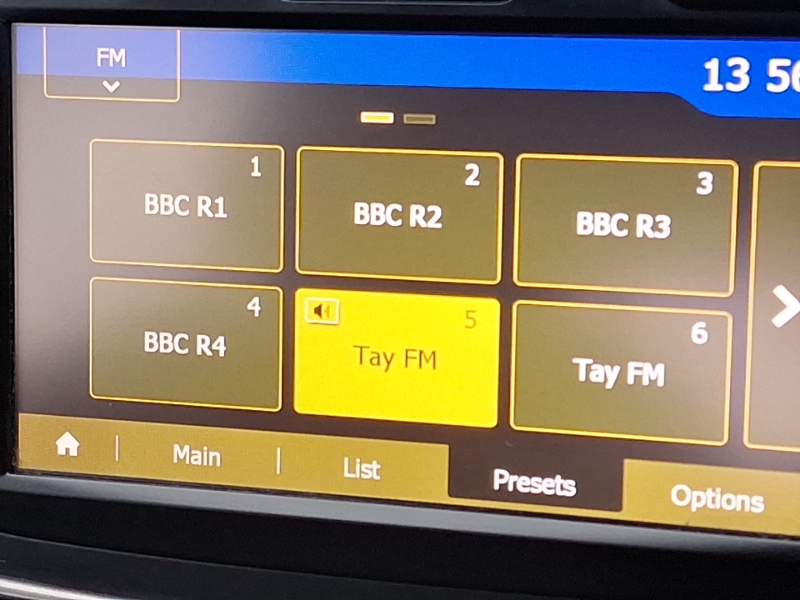 FM
13 56
1
BBC R1
2
BBC R2
3
BBC R3
4
BBC R4
5
Tay FM
6
Tay FM
Main
List
Presets
Options